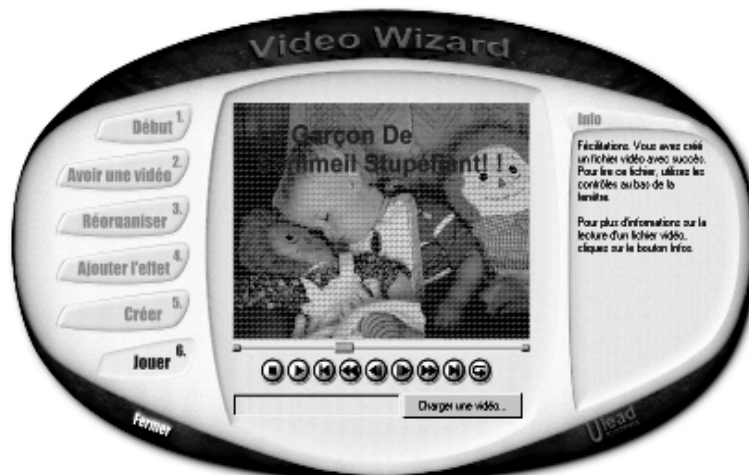 Video Wizard
Début 1.
Avoir une vidéo 2.
Réorganiser 3.
Ajouter l'effet 4.
Créer 5.
Jouer 6.
Fermer
Garçon De
Stupéfiant! !
Charger une vidéo...
Info
Félicitations. Vous avez créé
un fichier vidéo avec succès.
Pour lire ce fichier, utilisez les
contrôles au bas de la
fenêtre.
Pour plus d'informations sur la
lecture d'un fichier vidéo,
cliquez sur le bouton Infos.
Ulead